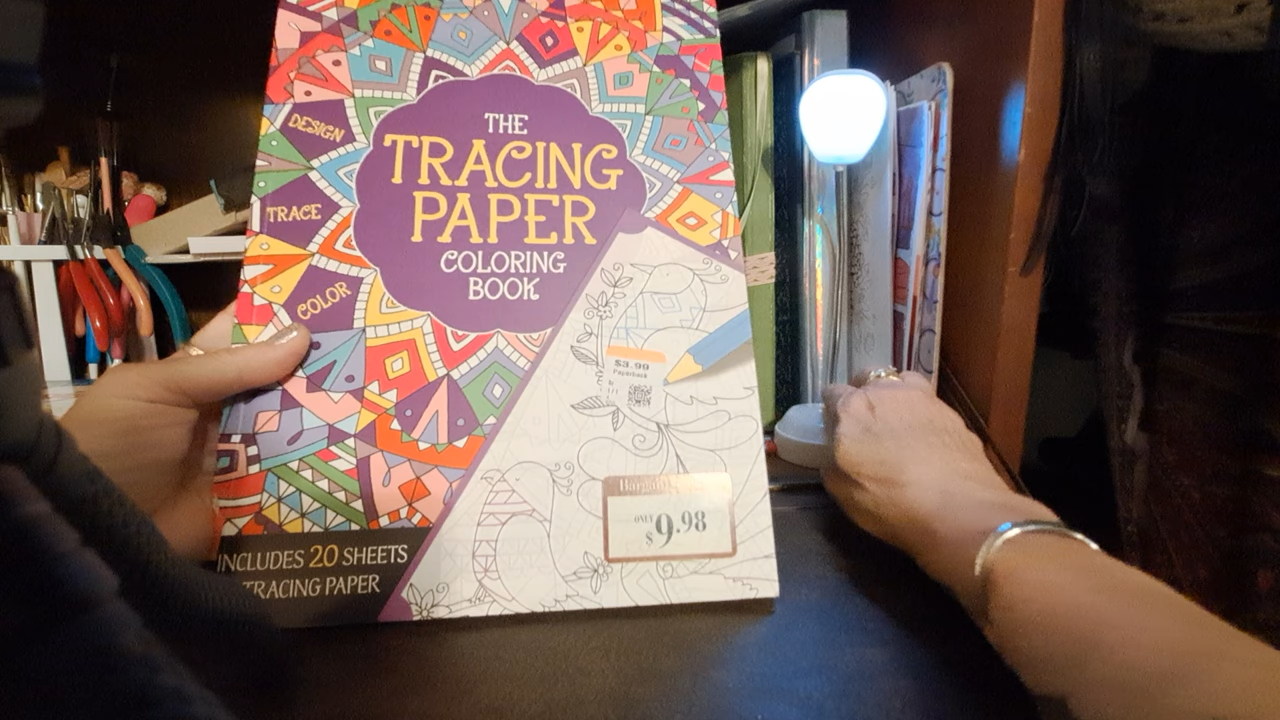 THE
TRACING
PAPER
COLORING
BOOK
DESIGN
TRACE
COLOR
$3.99
Paperback
ONLY
$9.98
INCLUDES 20 SHEETS
TRACING PAPER